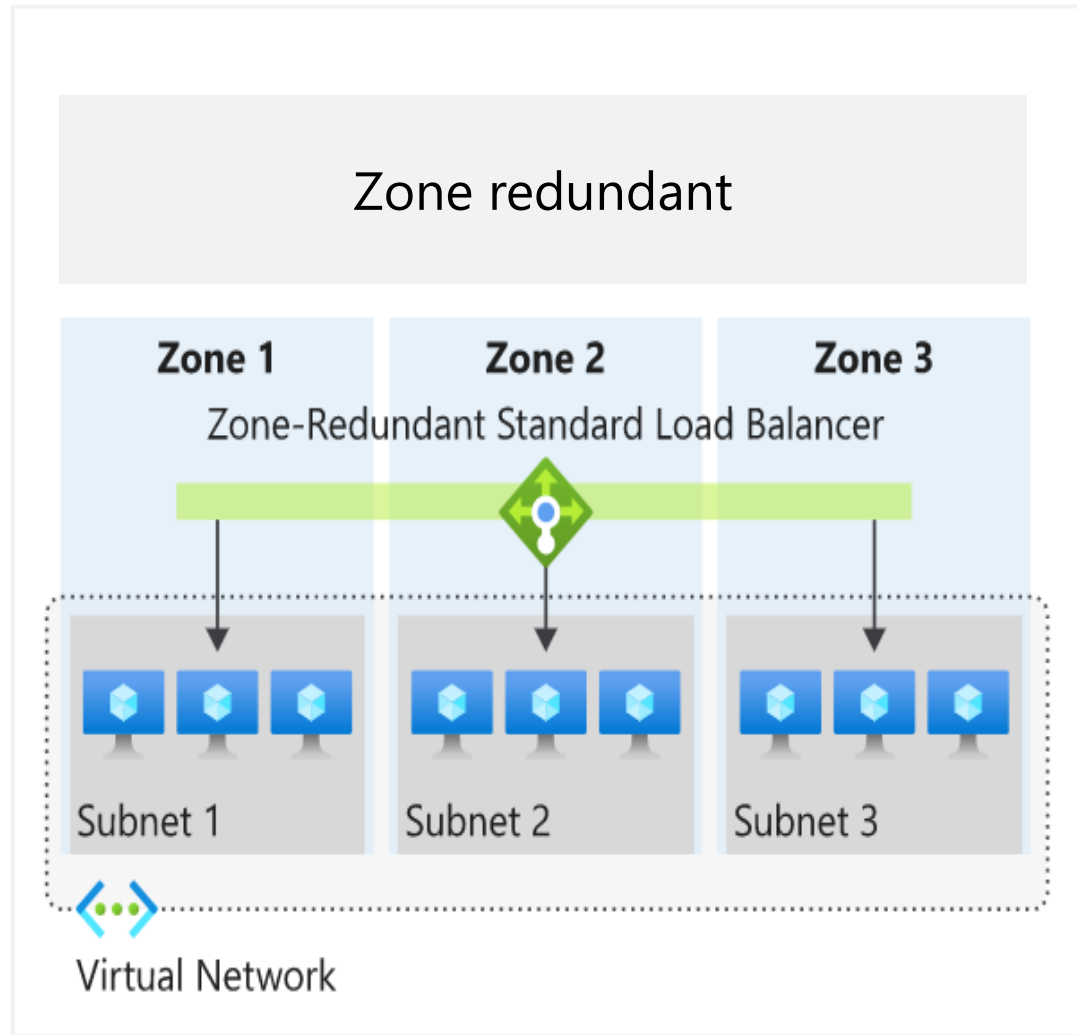 Zone redundant
Zone 1 Zone 2 Zone 3
Zone-Redundant Standard Load Balancer
Subnet 1 Subnet 2 Subnet 3
Virtual Network